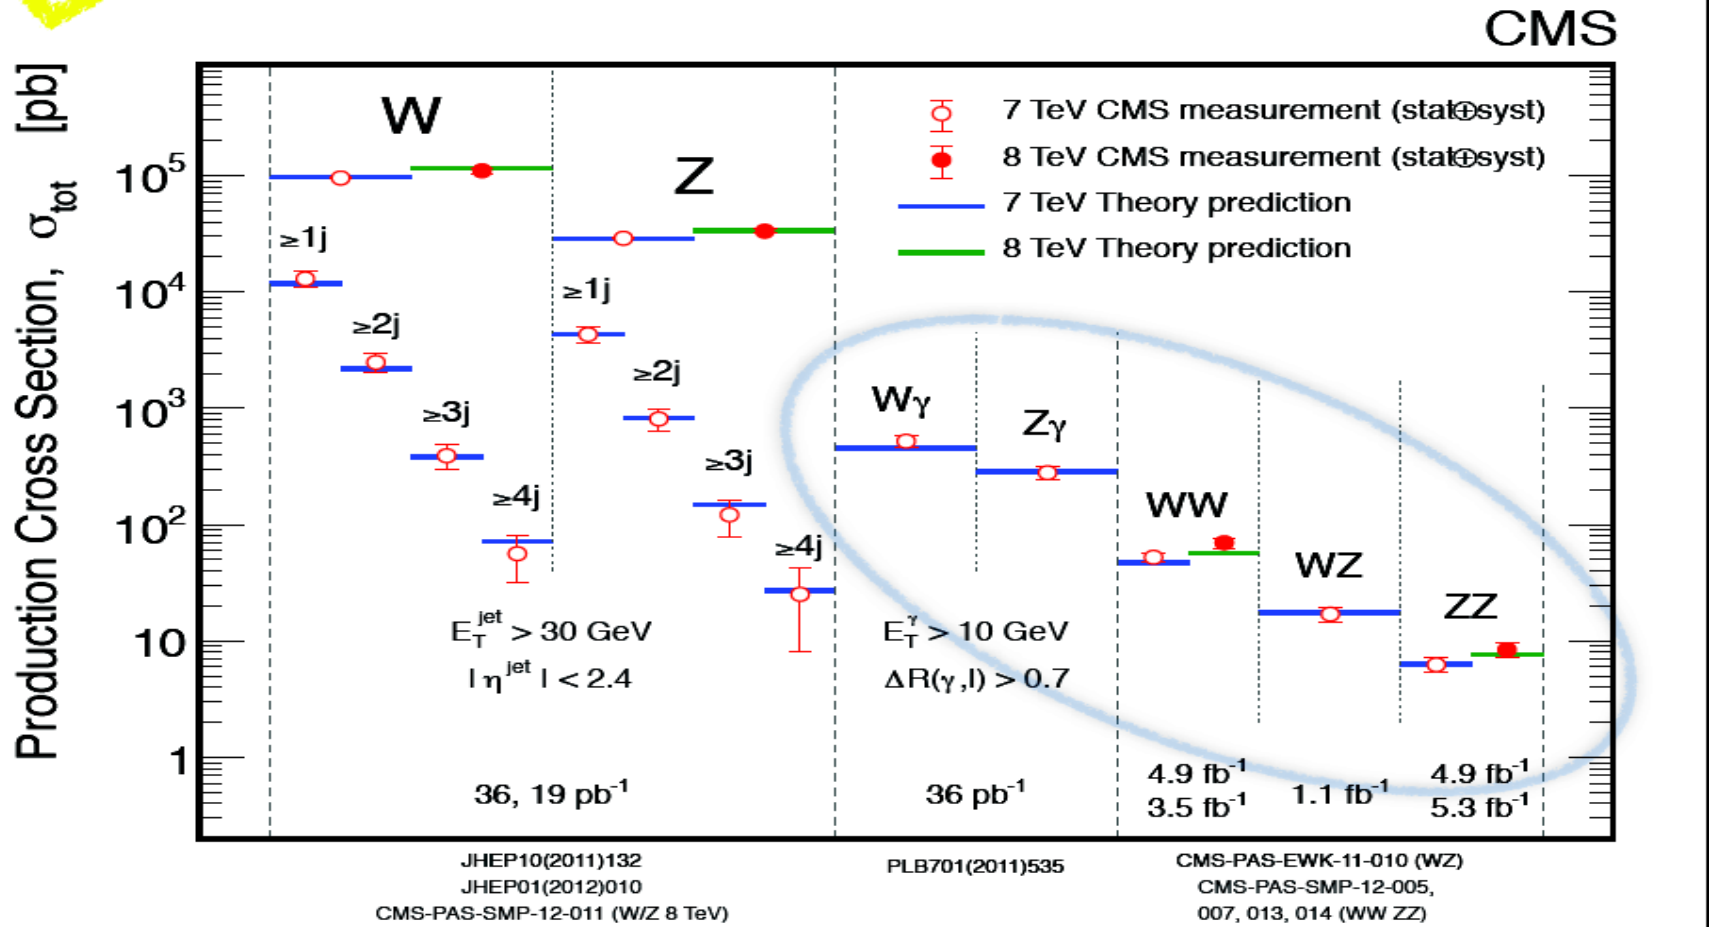 CMS
Production Cross Section, σtot [pb]
10⁵
10⁴
10³
10²
10
1
W
≥1j
≥2j
≥3j
≥4j
Z
≥1j
≥2j
≥3j
≥4j
7 TeV CMS measurement (stat⊕syst)
8 TeV CMS measurement (stat⊕syst)
7 TeV Theory prediction
8 TeV Theory prediction
Wγ
Zγ
WW
WZ
ZZ
E_T^jet > 30 GeV
|η^jet| < 2.4
E_T^γ > 10 GeV
ΔR(γ,l) > 0.7
36, 19 pb⁻¹
36 pb⁻¹
4.9 fb⁻¹
3.5 fb⁻¹
1.1 fb⁻¹
4.9 fb⁻¹
5.3 fb⁻¹
JHEP10(2011)132
JHEP01(2012)010
CMS-PAS-SMP-12-011 (W/Z 8 TeV)
PLB701(2011)535
CMS-PAS-EWK-11-010 (WZ)
CMS-PAS-SMP-12-005,
007, 013, 014 (WW ZZ)